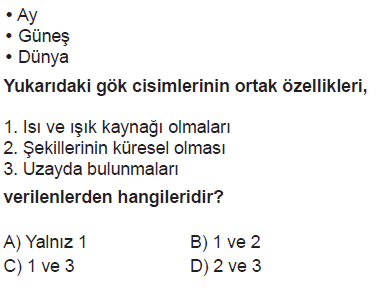 • Ay
• Güneş
• Dünya
Yukarıdaki gök cisimlerinin ortak özellikleri,
1. Isı ve ışık kaynağı olmaları
2. Şekillerinin küresel olması
3. Uzayda bulunmaları
verilenlerden hangileridir?
A) Yalnız 1 B) 1 ve 2
C) 1 ve 3 D) 2 ve 3